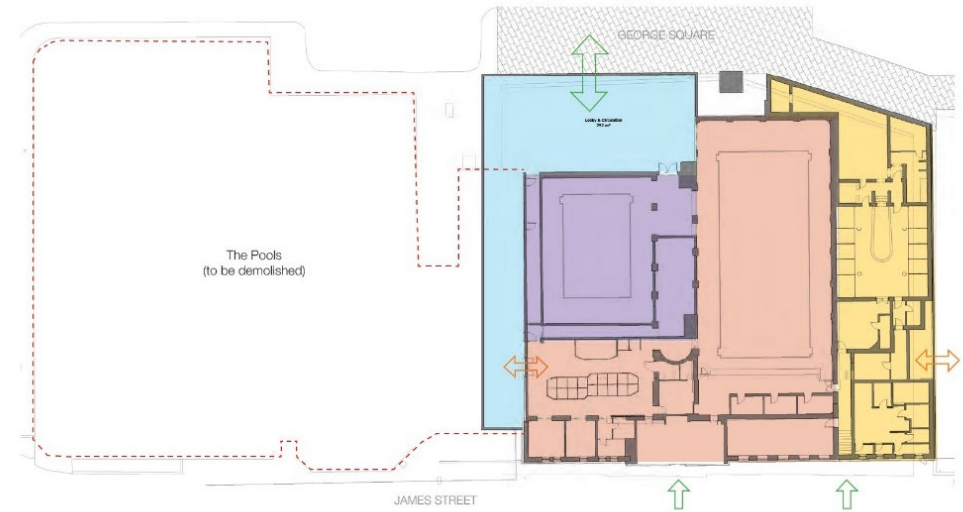 GEORGE SQUARE
Lobby & Circulation
The Pools
(to be demolished)
JAMES STREET